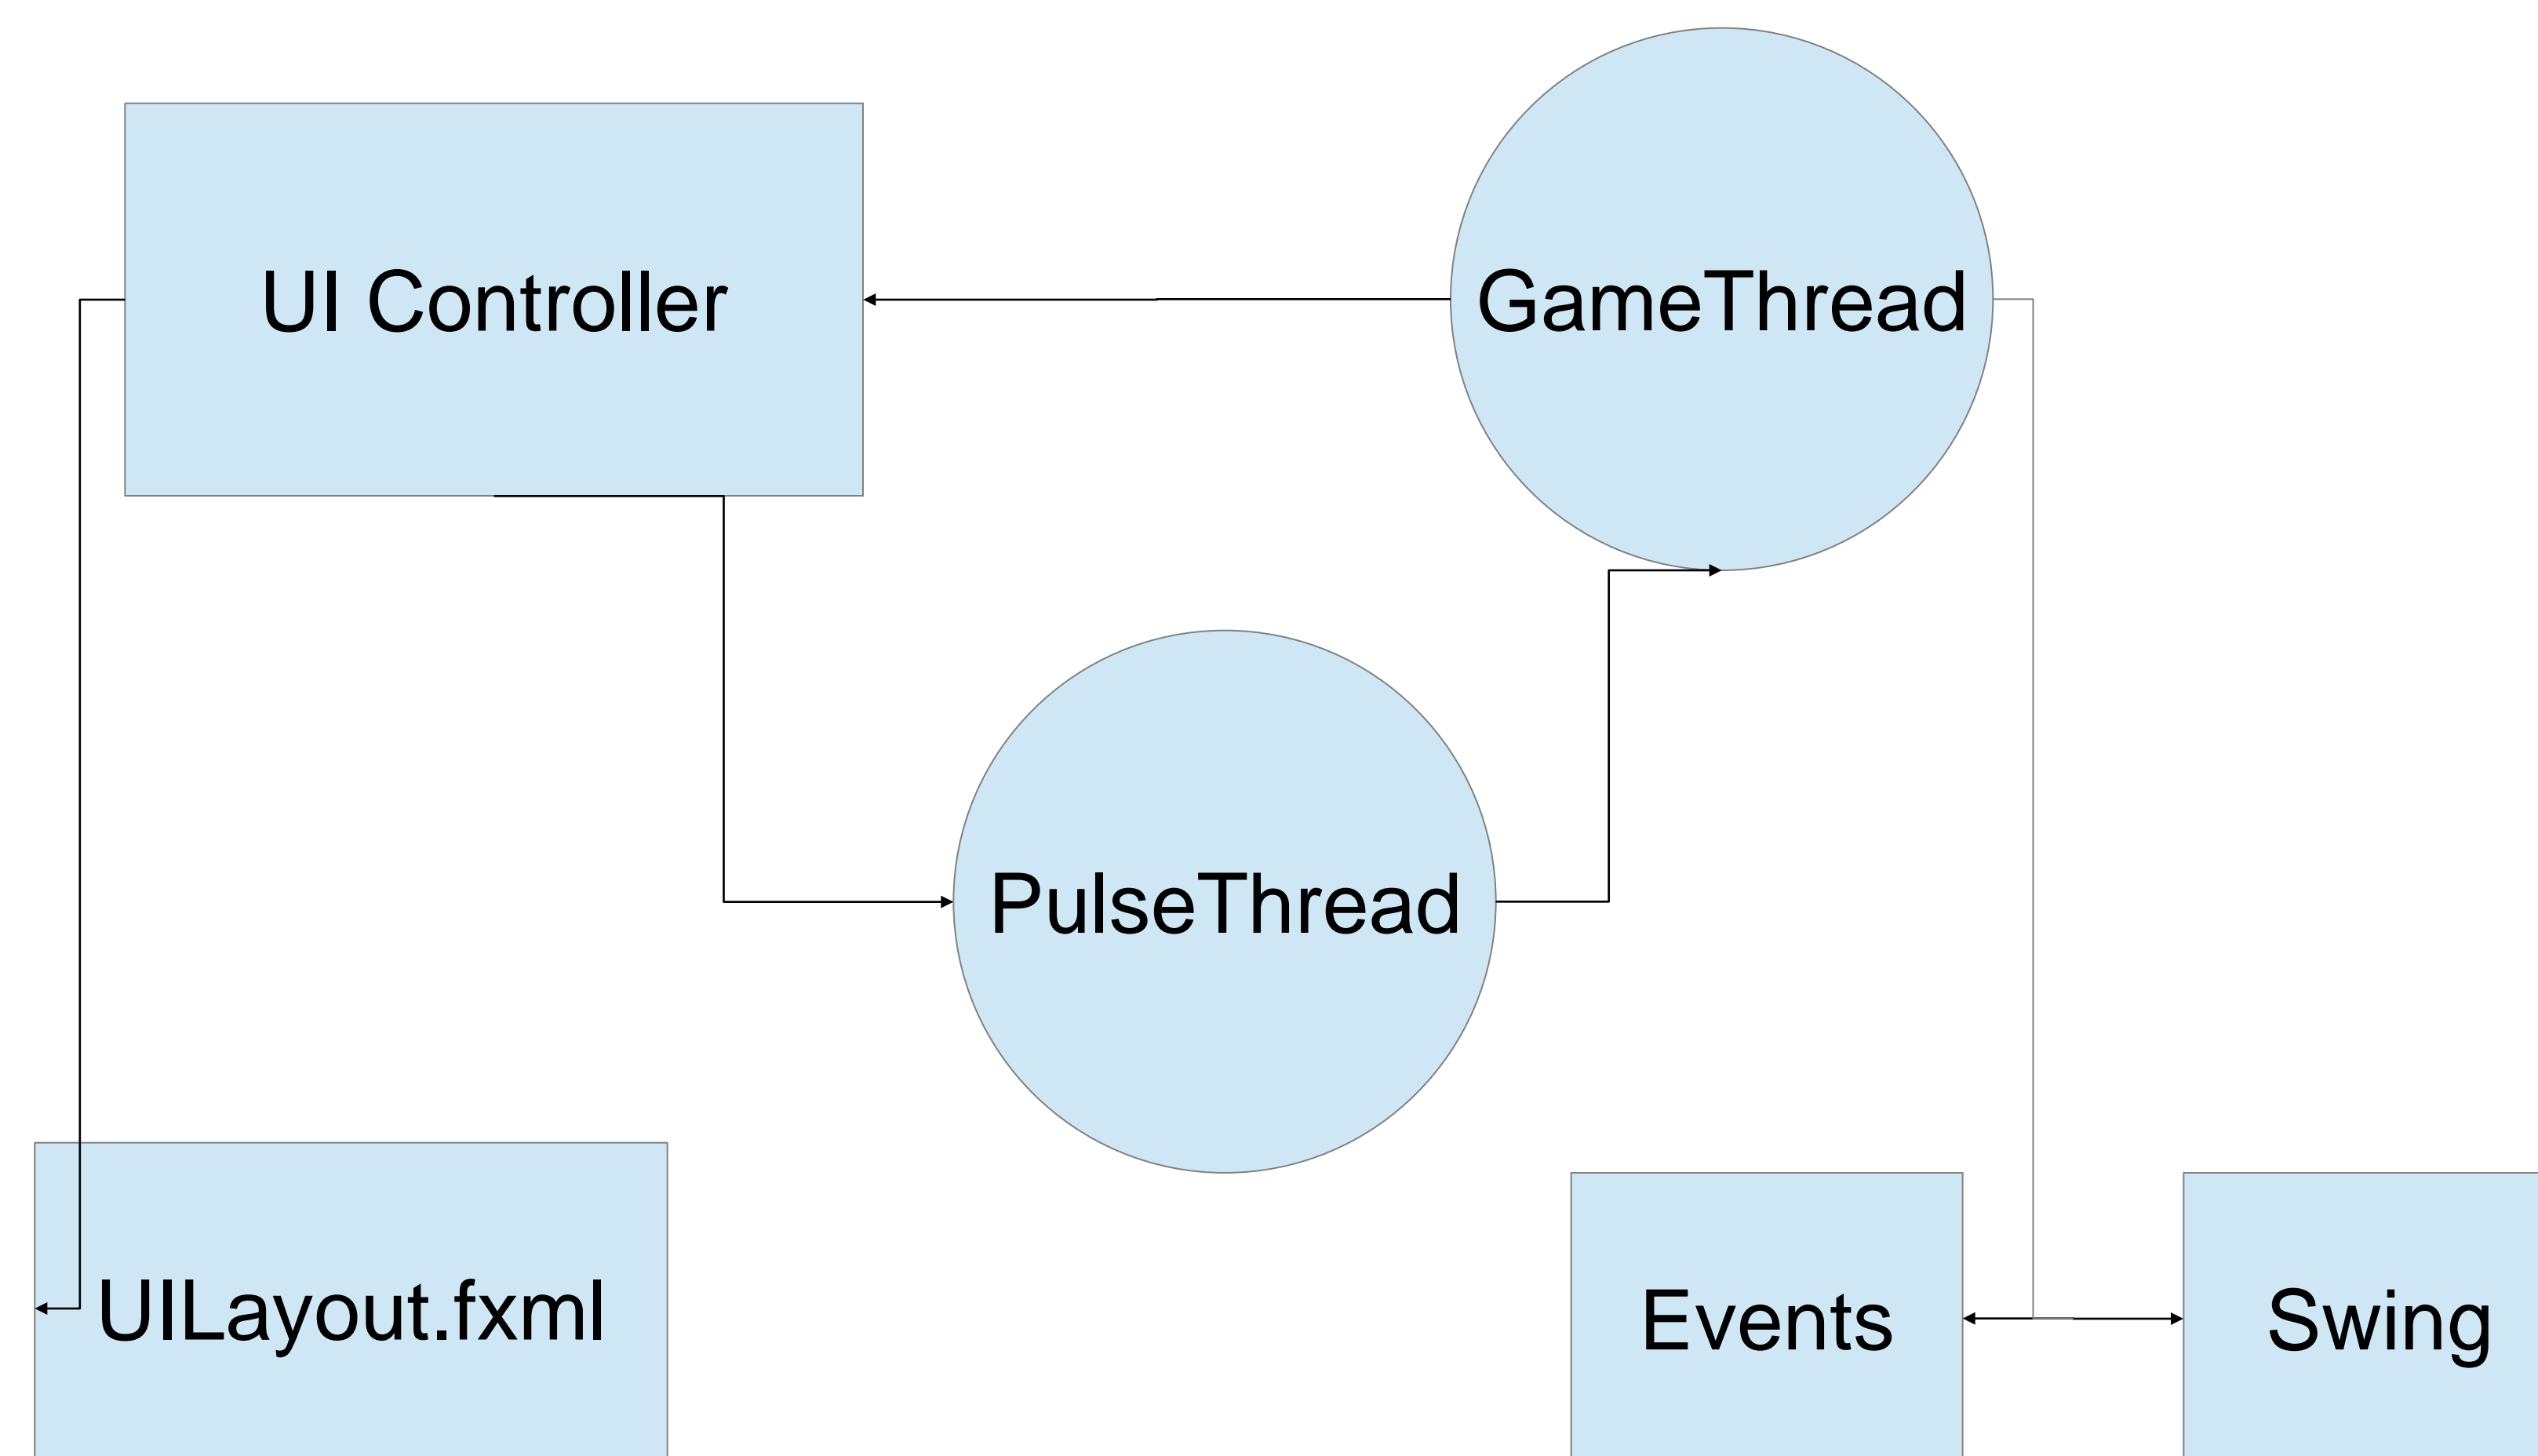 UI Controller
GameThread
PulseThread
UILayout.fxml
Events
Swing